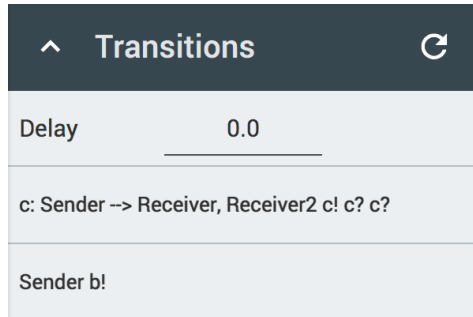 Transitions
Delay 0.0
c: Sender --> Receiver, Receiver2 c! c? c?
Sender b!